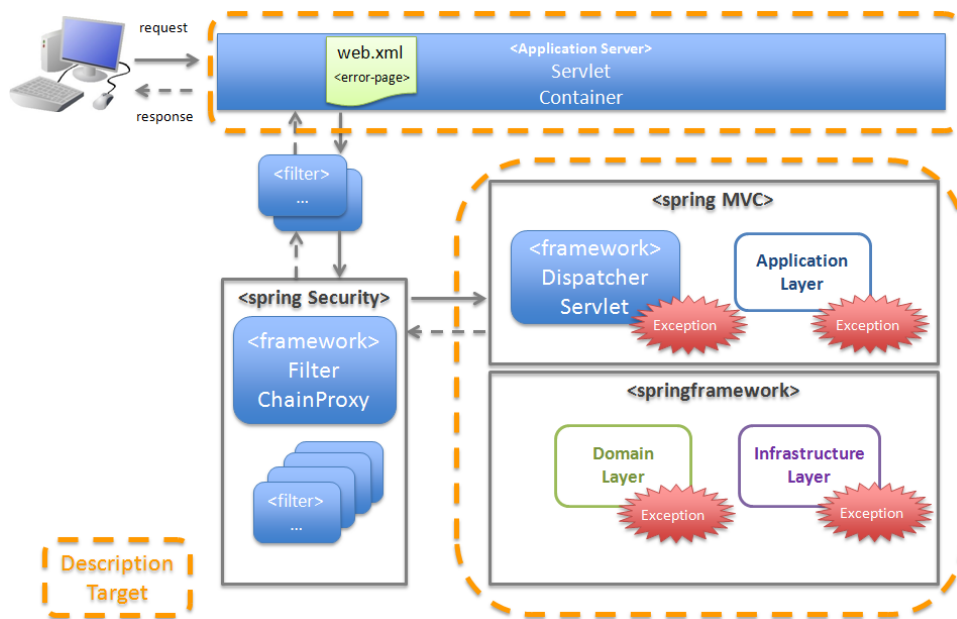 request
response
web.xml
<error-page>
<Application Server>
Servlet
Container
<filter>
...
<spring Security>
<framework>
Filter
ChainProxy
<filter>
...
<spring MVC>
<framework>
Dispatcher
Servlet
Exception
Application
Layer
Exception
<springframework>
Domain
Layer
Exception
Infrastructure
Layer
Exception
Description
Target